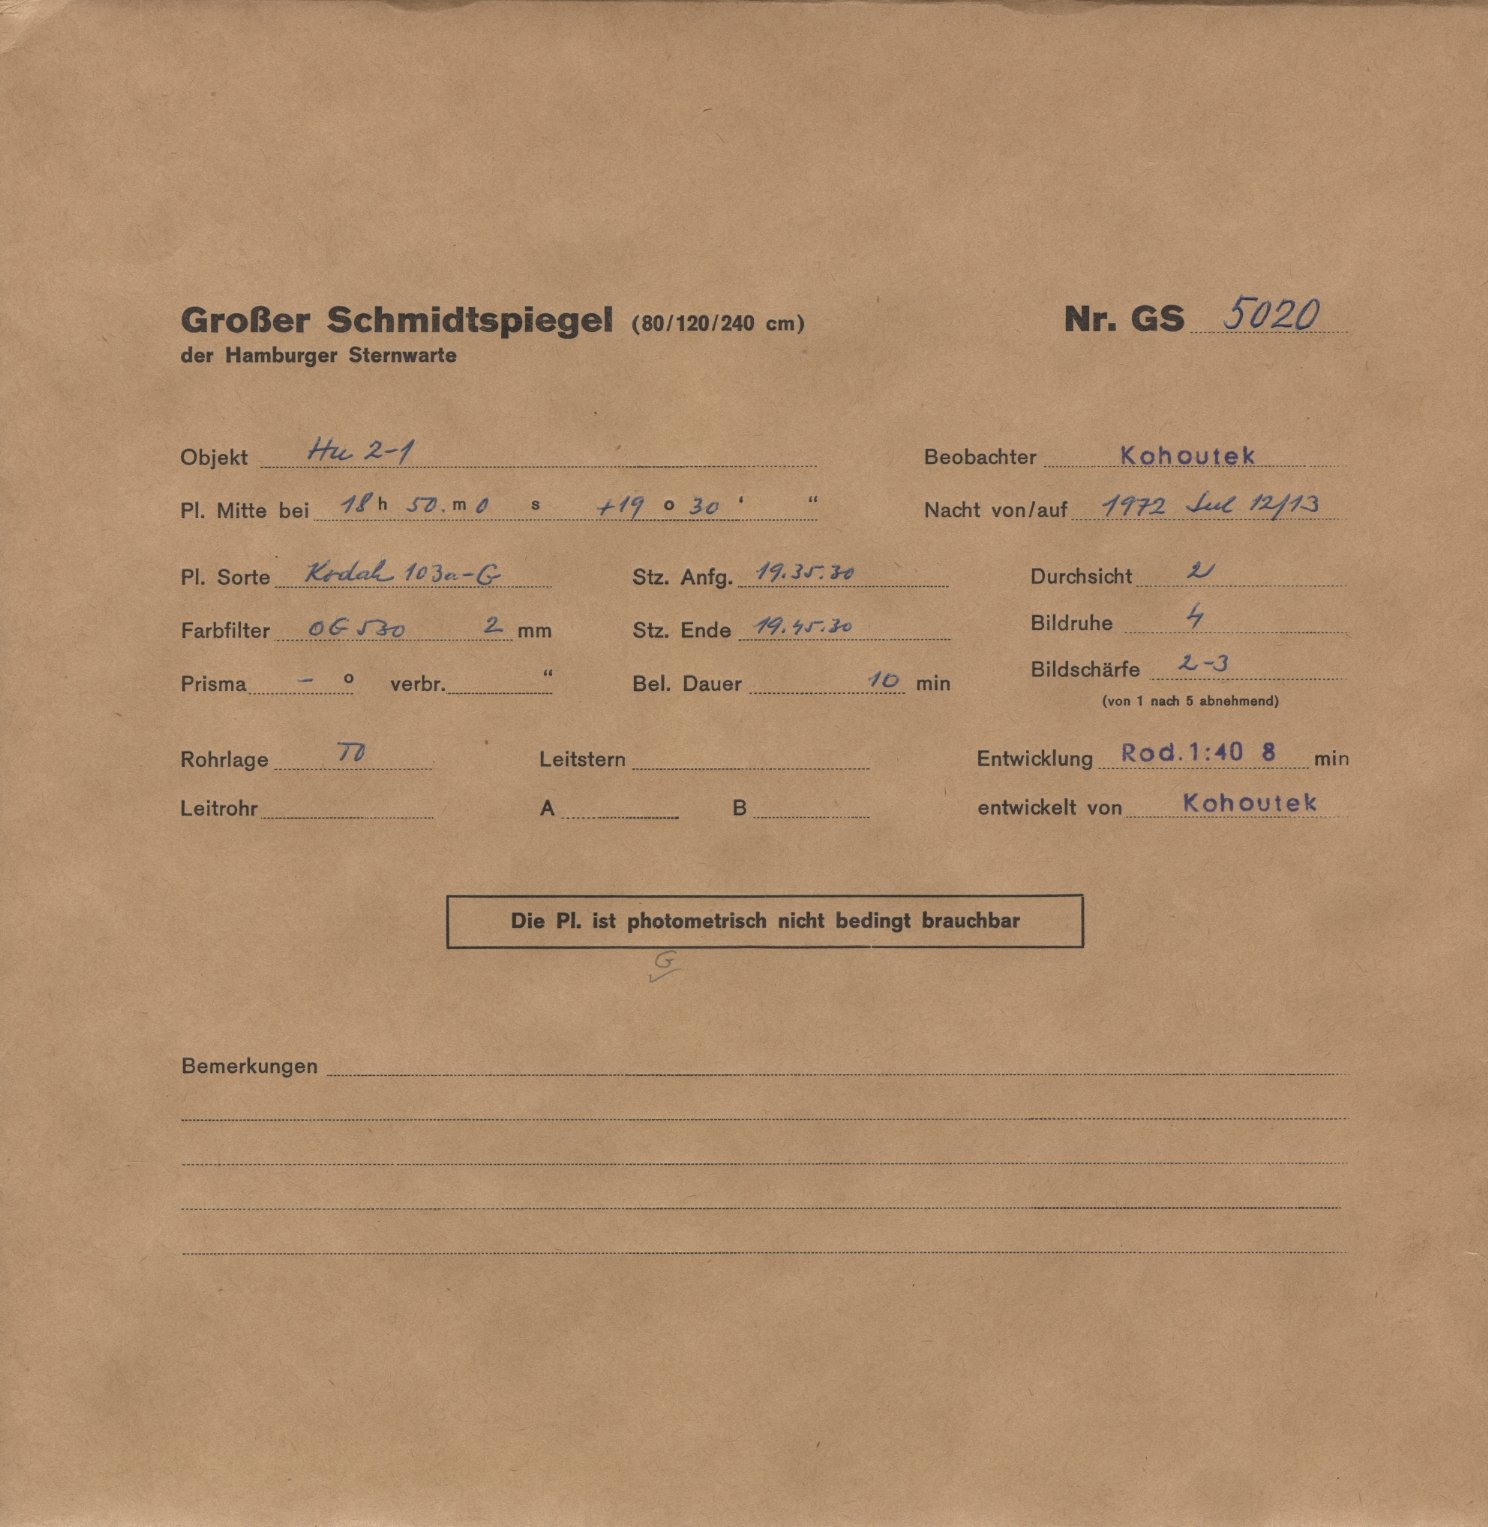 Großer Schmidtspiegel (80/120/240 cm) Nr. GS 5020
der Hamburger Sternwarte
Objekt Hu 2-1 Beobachter Kohoutek
Pl. Mitte bei 18 h 50. m 0 s +19 o 30 ‘ “ Nacht von/auf 1972 Jul 12/13
Pl. Sorte Kodak 103a-G Stz. Anfg. 19.35.30 Durchsicht 2
Farbfilter OG 530 2 mm Stz. Ende 19.45.30 Bildruhe 4
Prisma – o verbr. “ Bel. Dauer 10 min Bildschärfe 2-3
(von 1 nach 5 abnehmend)
Rohrlage TO Leitstern Entwicklung Rod. 1:40 8 min
Leitrohr A B entwickelt von Kohoutek
Die Pl. ist photometrisch nicht bedingt brauchbar
G
Bemerkungen